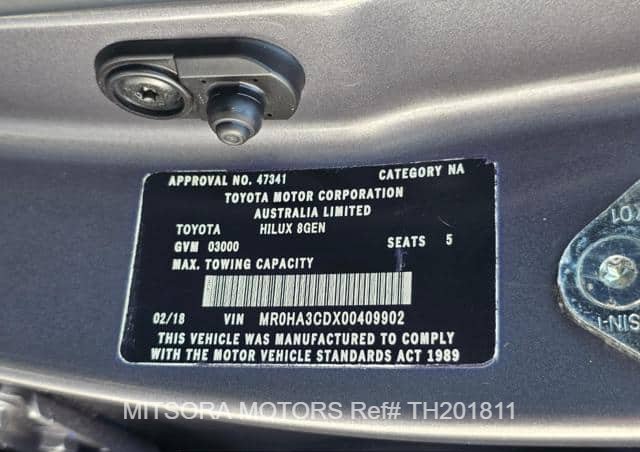 APPROVAL NO. 47341 CATEGORY NA
TOYOTA MOTOR CORPORATION
AUSTRALIA LIMITED
TOYOTA HILUX 8GEN
GVM 03000 SEATS 5
MAX. TOWING CAPACITY
02/18 VIN MR0HA3CDX00409902
THIS VEHICLE WAS MANUFACTURED TO COMPLY
WITH THE MOTOR VEHICLE STANDARDS ACT 1989
MITSORA MOTORS Ref# TH201811